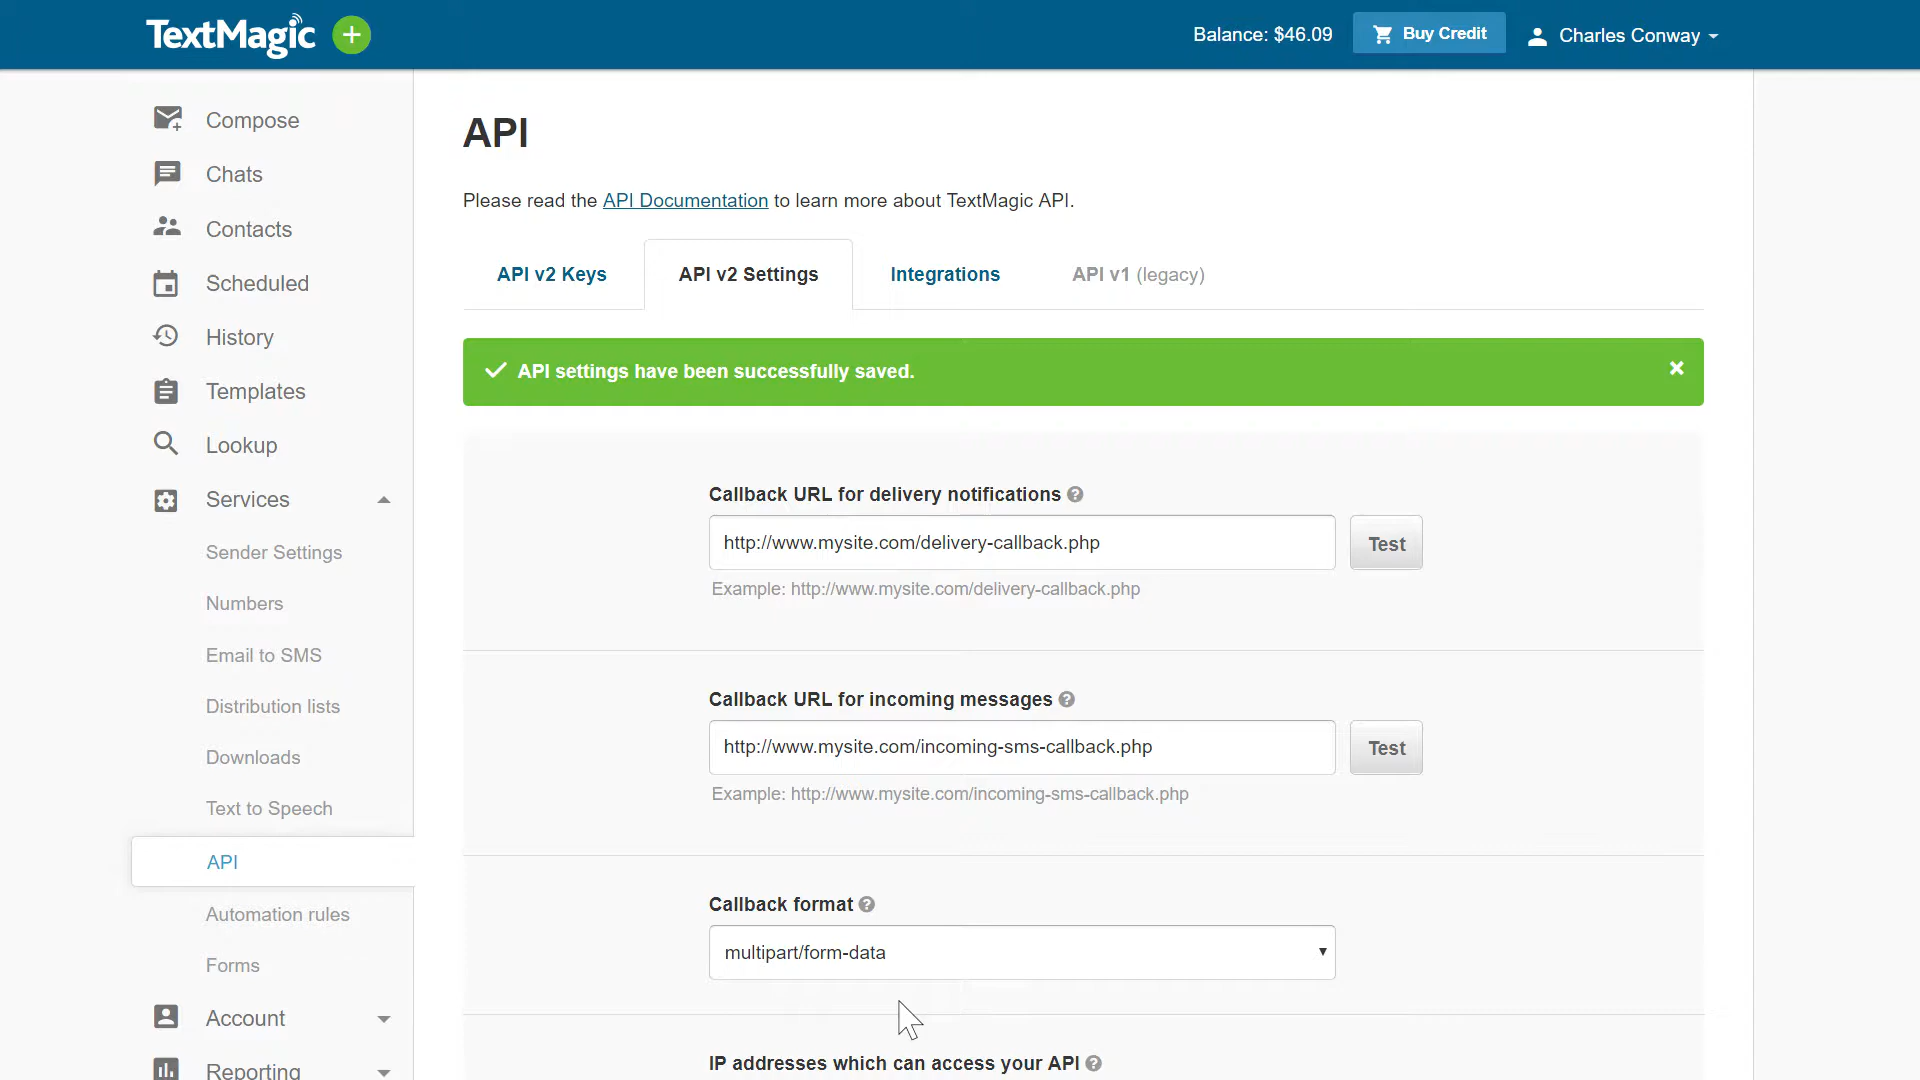 TextMagic
Balance: $46.09
Buy Credit
Charles Conway
Compose
Chats
Contacts
Scheduled
History
Templates
Lookup
Services
Sender Settings
Numbers
Email to SMS
Distribution lists
Downloads
Text to Speech
API
Automation rules
Forms
Account
Reporting
API
Please read the API Documentation to learn more about TextMagic API.
API v2 Keys
API v2 Settings
Integrations
API v1 (legacy)
API settings have been successfully saved.
Callback URL for delivery notifications
http://www.mysite.com/delivery-callback.php
Test
Example: http://www.mysite.com/delivery-callback.php
Callback URL for incoming messages
http://www.mysite.com/incoming-sms-callback.php
Test
Example: http://www.mysite.com/incoming-sms-callback.php
Callback format
multipart/form-data
IP addresses which can access your API